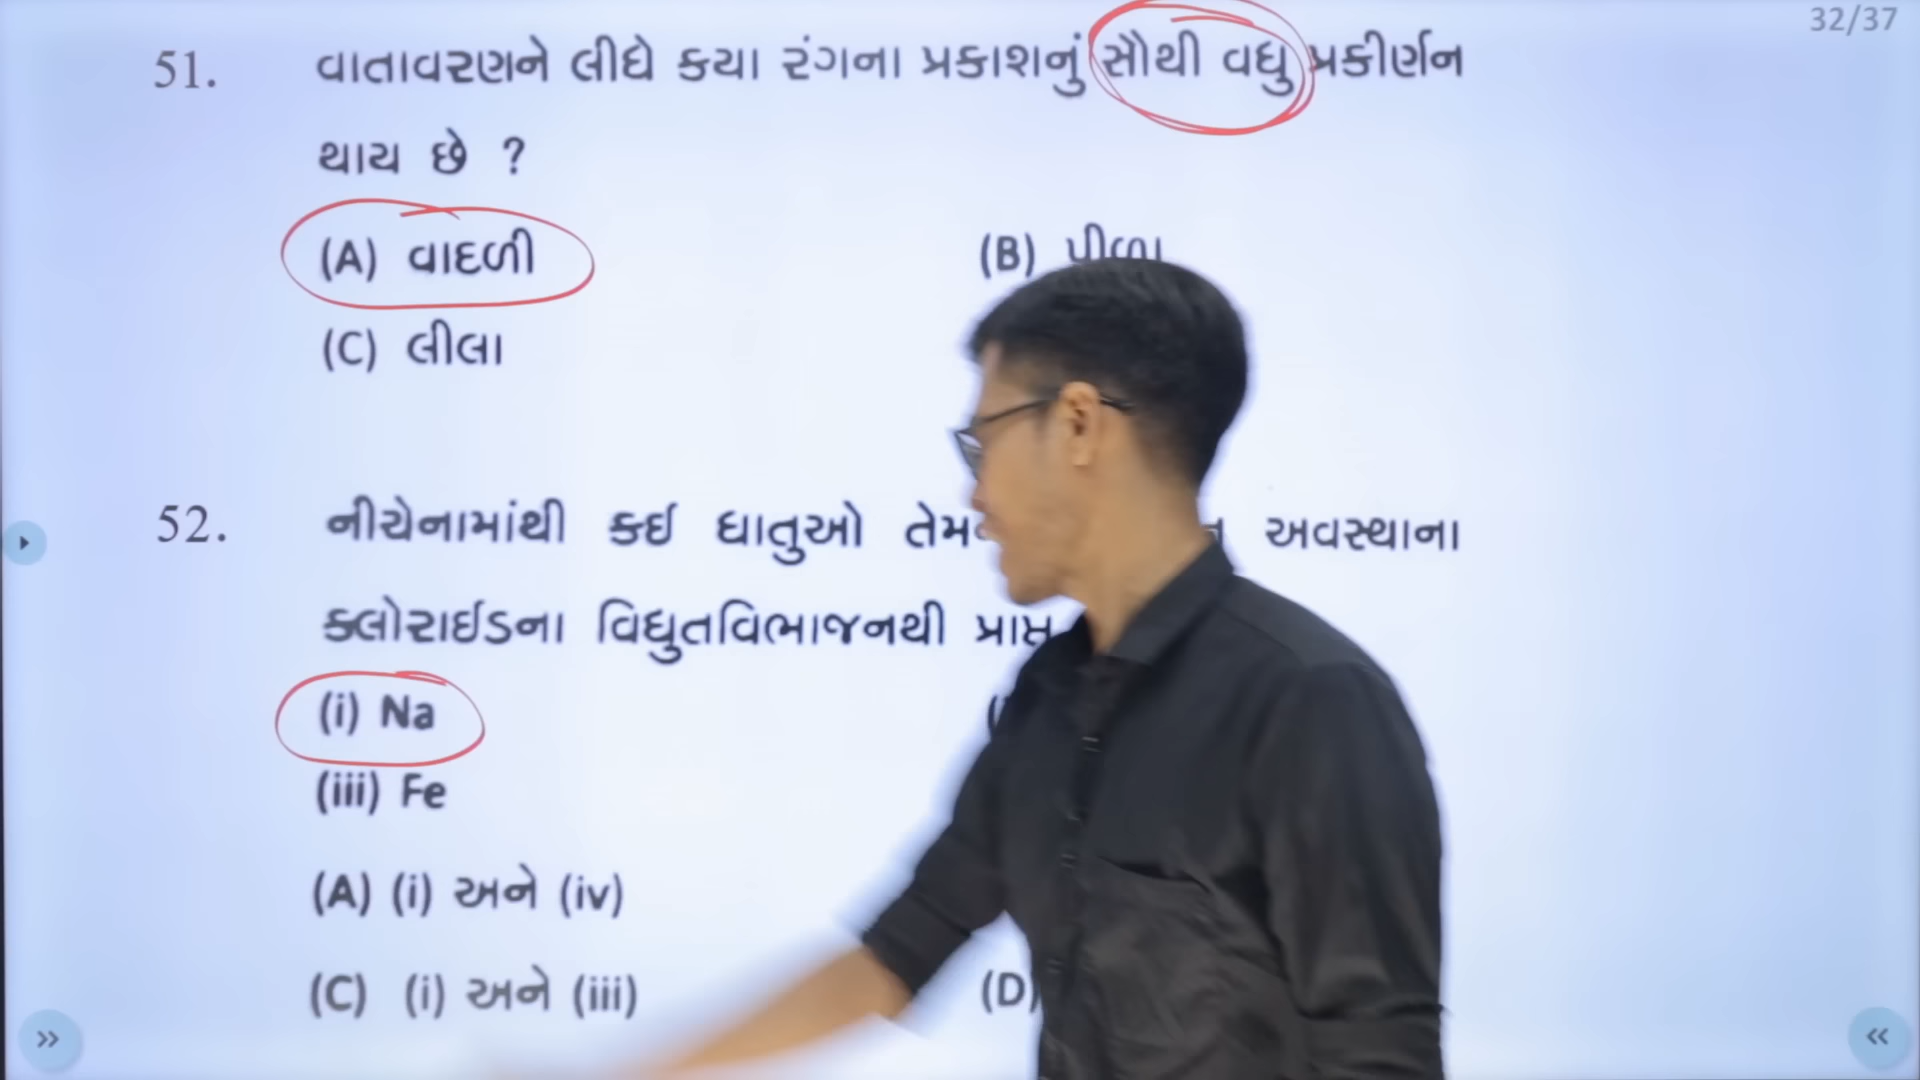 32/37
51. વાતાવરણને લીધે કયા રંગના પ્રકાશનું સૌથી વધુ પ્રકીર્ણન
થાય છે ?
(A) વાદળી (B) પીળા
(C) લીલા
52. નીચેનામાંથી કઈ ધાતુઓ અવસ્થાના
ક્લોરાઈડના વિદ્યુતવિભાજનથી પ્રાપ્ત
(i) Na
(iii) Fe
(A) (i) અને (iv)
(C) (i) અને (iii) (D)